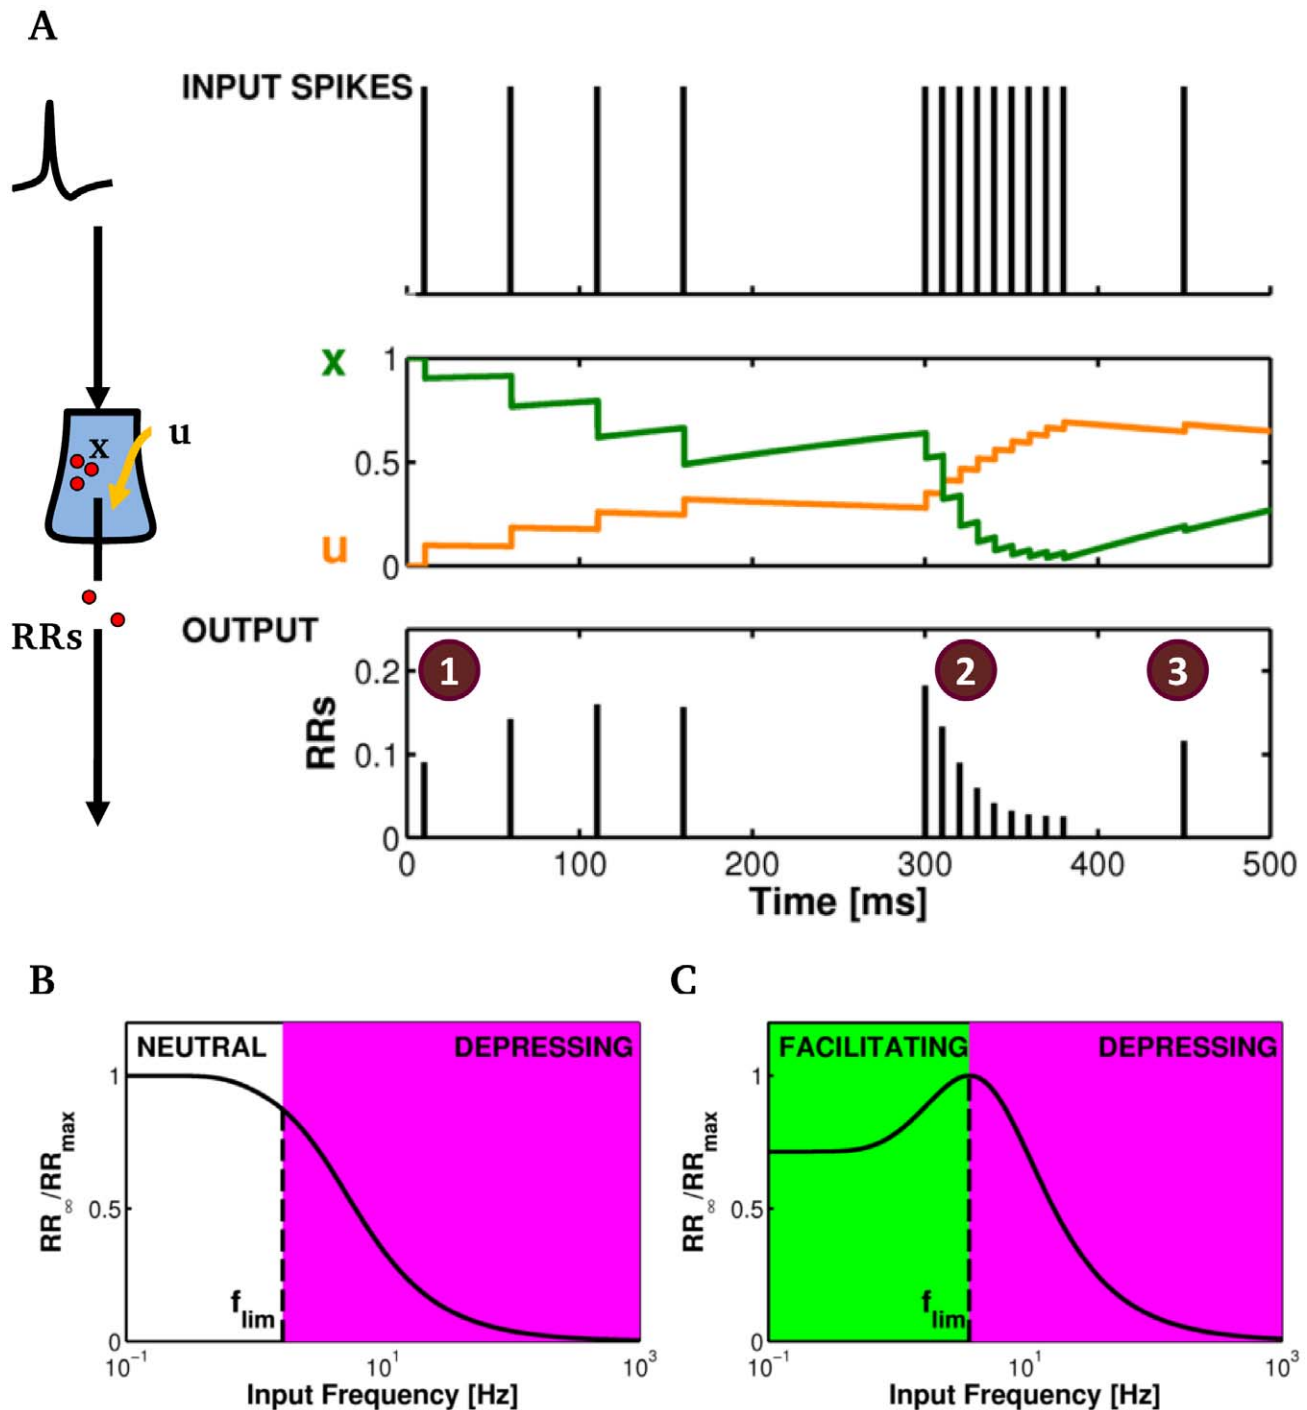 A
INPUT SPIKES
x
1
0.5
u
0
x
u
RRs
OUTPUT
1
2
3
0.2
0.1
0
RRs
0
100
200
300
400
500
Time [ms]
B
NEUTRAL
DEPRESSING
1
0.5
0
RR∞/RRmax
flim
10⁻¹
10¹
10³
Input Frequency [Hz]
C
FACILITATING
DEPRESSING
1
0.5
0
RR∞/RRmax
flim
10⁻¹
10¹
10³
Input Frequency [Hz]